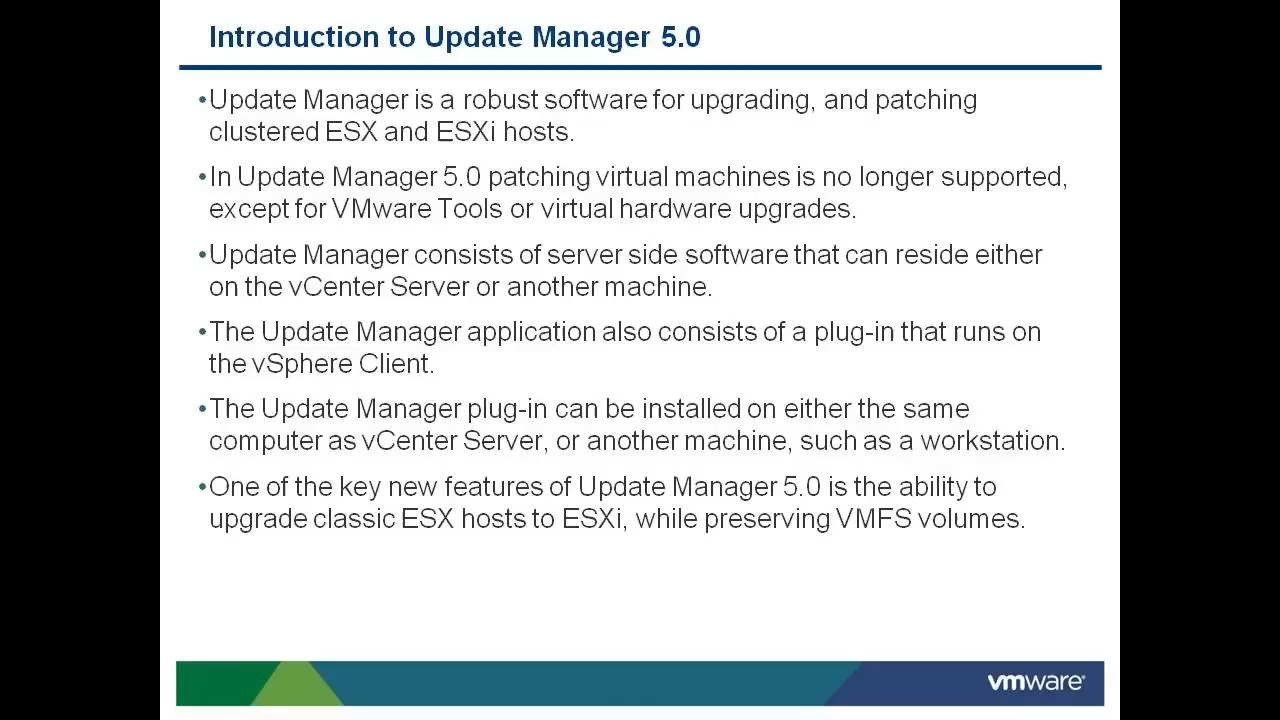 Introduction to Update Manager 5.0
•Update Manager is a robust software for upgrading, and patching
clustered ESX and ESXi hosts.
•In Update Manager 5.0 patching virtual machines is no longer supported,
except for VMware Tools or virtual hardware upgrades.
•Update Manager consists of server side software that can reside either
on the vCenter Server or another machine.
•The Update Manager application also consists of a plug-in that runs on
the vSphere Client.
•The Update Manager plug-in can be installed on either the same
computer as vCenter Server, or another machine, such as a workstation.
•One of the key new features of Update Manager 5.0 is the ability to
upgrade classic ESX hosts to ESXi, while preserving VMFS volumes.
vmware®